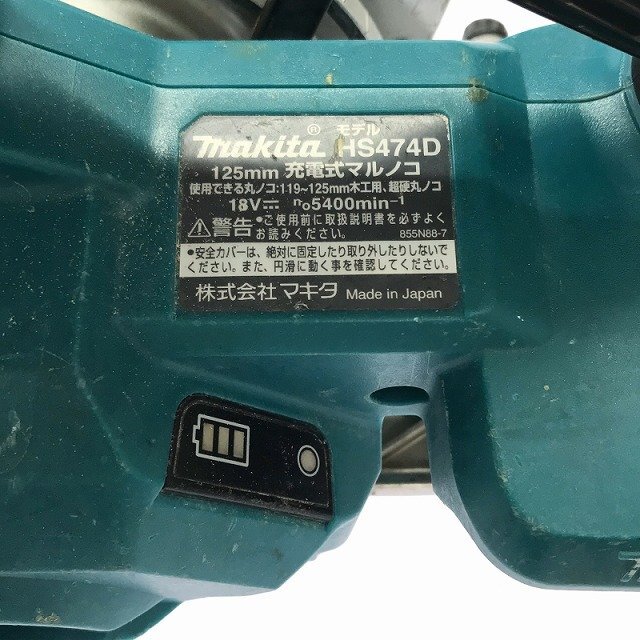 makita® モデル HS474D
125mm 充電式マルノコ
使用できる丸ノコ:119~125mm木工用、超硬丸ノコ
18V⎓ n₀5400min⁻¹
⚠警告 •ご使用前に取扱説明書を必ずよく
お読みください。 855N88-7
•安全カバーは、絶対に固定したり取り外したりしないで
ください。また、円滑に動く事を確認してください。
株式会社マキタ Made in Japan